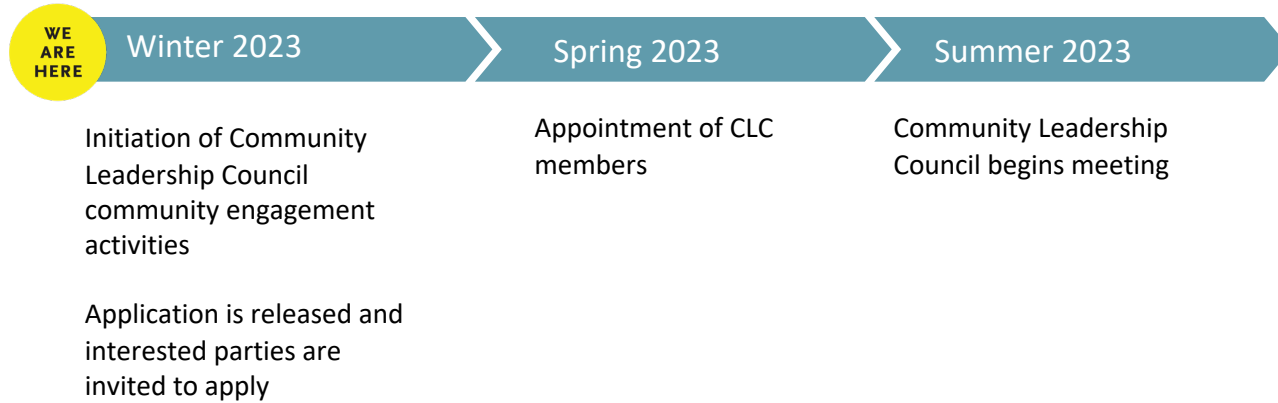 WE
ARE
HERE
Winter 2023
Spring 2023
Summer 2023
Initiation of Community
Leadership Council
community engagement
activities
Application is released and
interested parties are
invited to apply
Appointment of CLC
members
Community Leadership
Council begins meeting